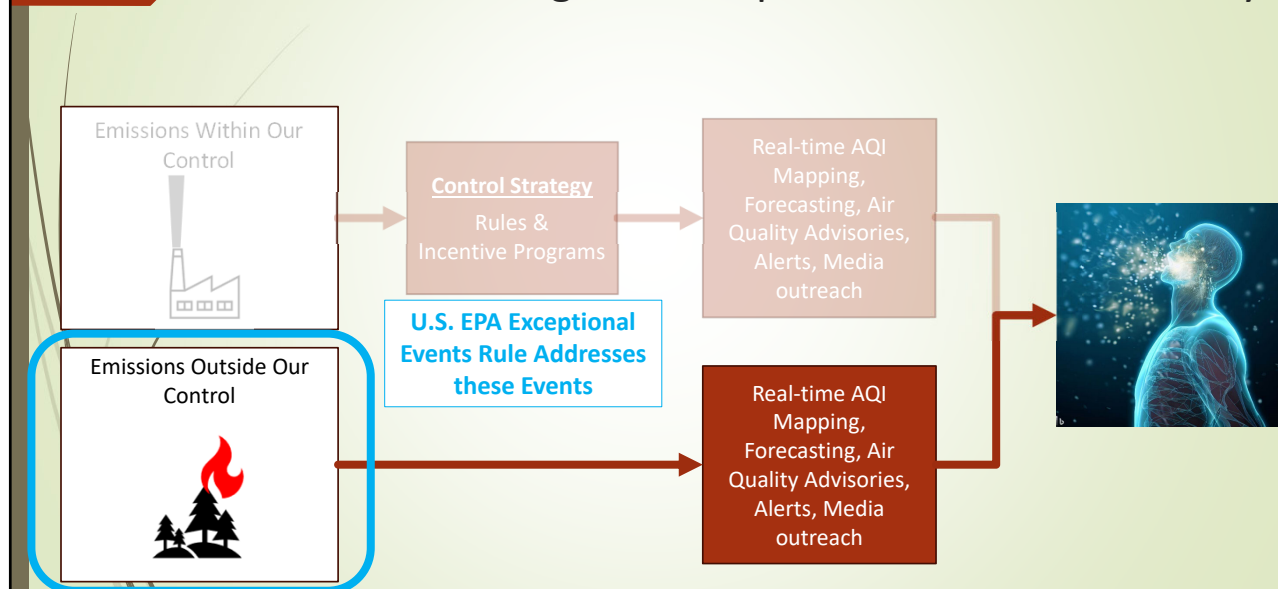 Emissions Within Our
Control
Control Strategy
Rules &
Incentive Programs
Real-time AQI
Mapping,
Forecasting, Air
Quality Advisories,
Alerts, Media
outreach
U.S. EPA Exceptional
Events Rule Addresses
these Events
Emissions Outside Our
Control
Real-time AQI
Mapping,
Forecasting, Air
Quality Advisories,
Alerts, Media
outreach